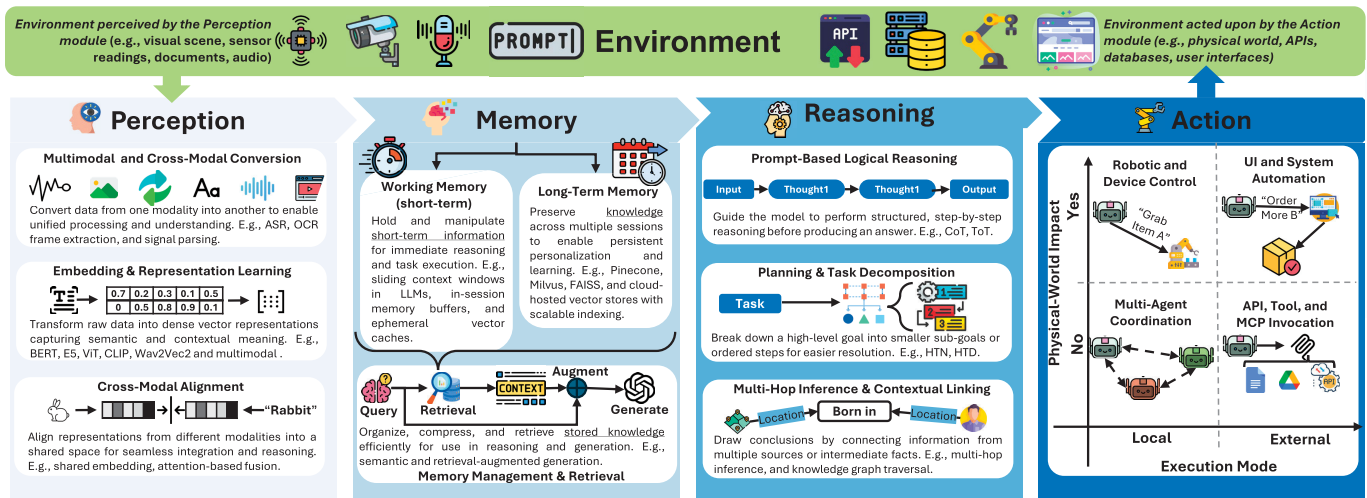 Environment perceived by the Perception
module (e.g., visual scene, sensor
readings, documents, audio)
PROMPT
Environment
API
Environment acted upon by the Action
module (e.g., physical world, APIs,
databases, user interfaces)
Perception
Multimodal and Cross-Modal Conversion
Aa
Convert data from one modality into another to enable
unified processing and understanding. E.g., ASR, OCR
frame extraction, and signal parsing.
Embedding & Representation Learning
T
0.7 0.2 0.3 0.1 0.5
0 0.5 0.8 0.9 0.1
Transform raw data into dense vector representations
capturing semantic and contextual meaning. E.g.,
BERT, E5, ViT, CLIP, Wav2Vec2 and multimodal .
Cross-Modal Alignment
“Rabbit”
Align representations from different modalities into a
shared space for seamless integration and reasoning.
E.g., shared embedding, attention-based fusion.
Memory
Working Memory
(short-term)
Hold and manipulate
short-term information
for immediate reasoning
and task execution. E.g.,
sliding context windows
in LLMs, in-session
memory buffers, and
ephemeral vector
caches.
Long-Term Memory
Preserve knowledge
across multiple sessions
to enable persistent
personalization and
learning. E.g., Pinecone,
Milvus, FAISS, and cloud-
hosted vector stores with
scalable indexing.
Query
Retrieval
CONTEXT
Augment
Generate
Organize, compress, and retrieve stored knowledge
efficiently for use in reasoning and generation. E.g.,
semantic and retrieval-augmented generation.
Memory Management & Retrieval
Reasoning
Prompt-Based Logical Reasoning
Input
Thought1
Thought1
Output
Guide the model to perform structured, step-by-step
reasoning before producing an answer. E.g., CoT, ToT.
Planning & Task Decomposition
Task
1
2
3
Break down a high-level goal into smaller sub-goals or
ordered steps for easier resolution. E.g., HTN, HTD.
Multi-Hop Inference & Contextual Linking
Location
Born in
Location
Draw conclusions by connecting information from
multiple sources or intermediate facts. E.g., multi-hop
inference, and knowledge graph traversal.
Action
Physical-World Impact
Yes
No
Robotic and
Device Control
“Grab
Item A”
UI and System
Automation
“Order
More B”
Multi-Agent
Coordination
API, Tool, and
MCP Invocation
API
Local
External
Execution Mode